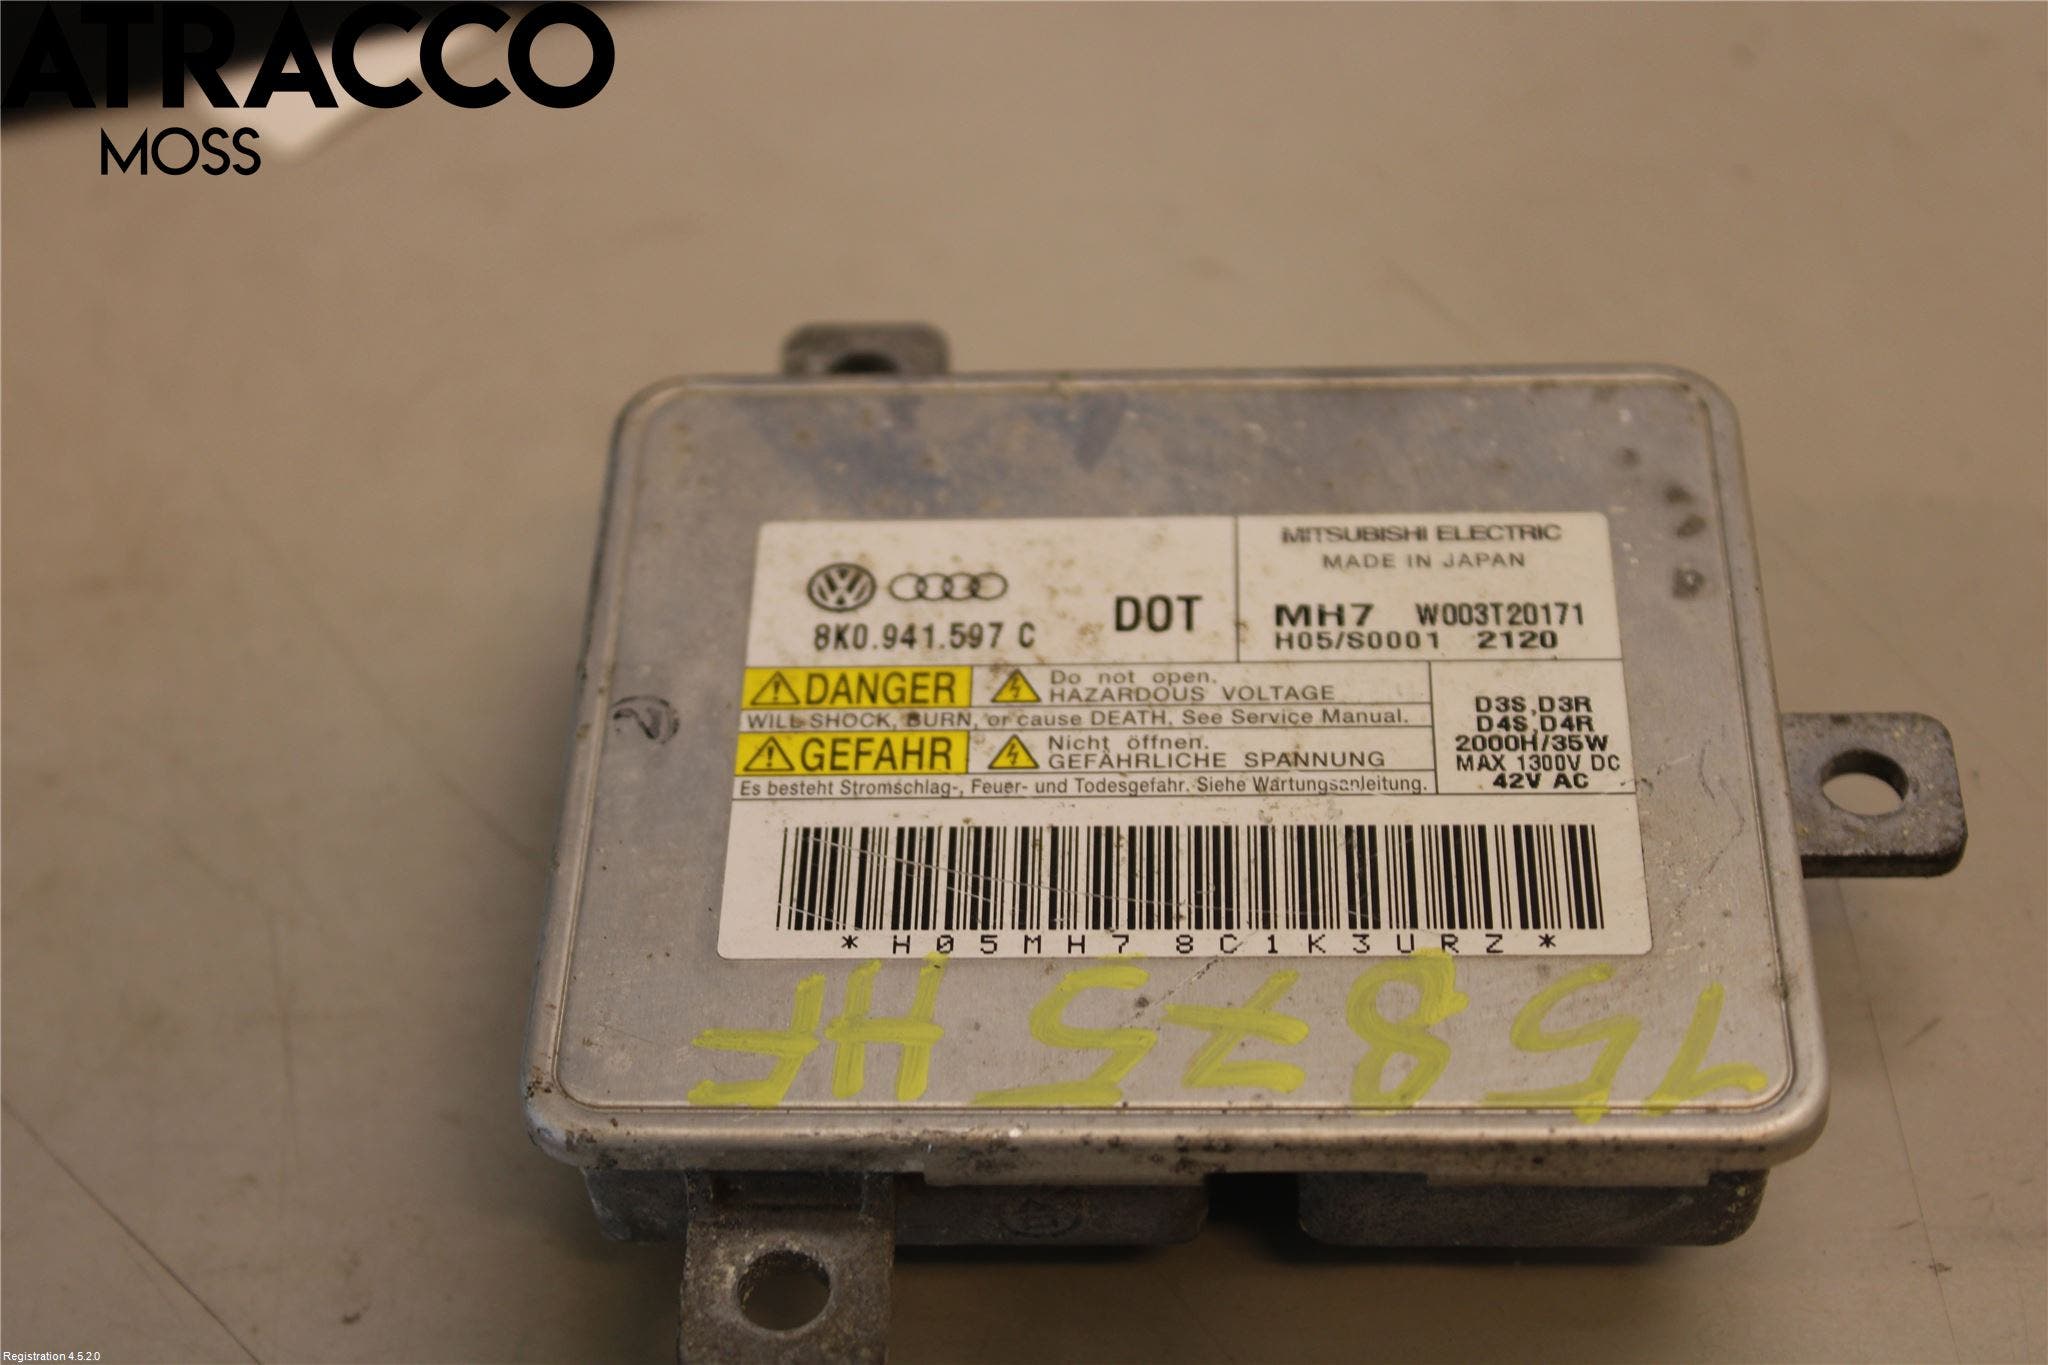 ATRACCO
MOSS
8K0.941.597 C
DOT
MITSUBISHI ELECTRIC
MADE IN JAPAN
MH7 W003T20171
H05/S0001 2120
DANGER
Do not open.
HAZARDOUS VOLTAGE
WILL SHOCK, BURN, or cause DEATH. See Service Manual.
GEFAHR
Nicht öffnen.
GEFÄHRLICHE SPANNUNG
Es besteht Stromschlag-, Feuer- und Todesgefahr. Siehe Wartungsanleitung.
D3S,D3R
D4S,D4R
2000H/35W
MAX 1300V DC
42V AC
*H05MH78C1K3URZ*
15875HF
Registration 4.5.2.0